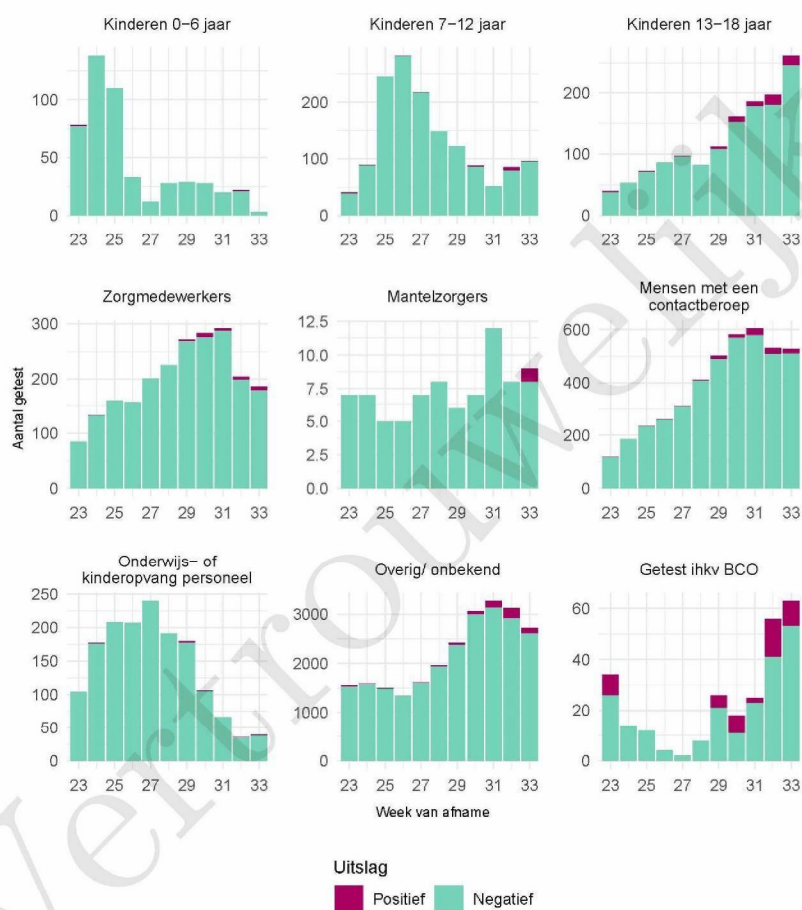 Kinderen 0–6 jaar
100
50
0
23 25 27 29 31 33
Kinderen 7–12 jaar
200
100
0
23 25 27 29 31 33
Kinderen 13–18 jaar
200
100
0
23 25 27 29 31 33
Aantal getest
Zorgmedewerkers
300
200
100
0
23 25 27 29 31 33
Mantelzorgers
12.5
10.0
7.5
5.0
2.5
0.0
23 25 27 29 31 33
Mensen met een
contactberoep
600
400
200
0
23 25 27 29 31 33
Onderwijs– of
kinderopvang personeel
250
200
150
100
50
0
23 25 27 29 31 33
Overig/ onbekend
3000
2000
1000
0
23 25 27 29 31 33
Getest ihkv BCO
60
40
20
0
23 25 27 29 31 33
Week van afname
Uitslag
Positief Negatief
Vertrouwelijk